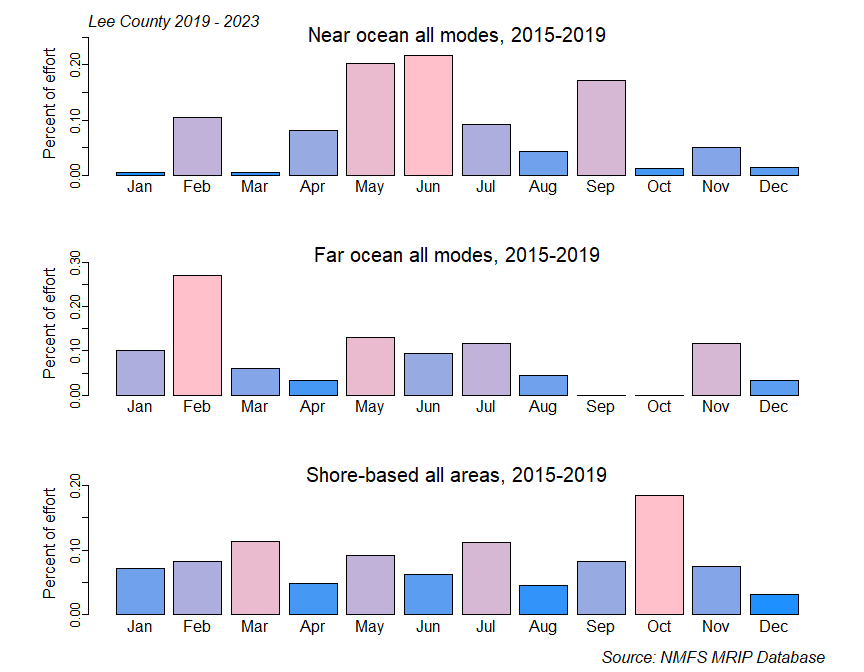 Lee County 2019 - 2023
Near ocean all modes, 2015-2019
Percent of effort
0.20
0.10
0.00
Jan Feb Mar Apr May Jun Jul Aug Sep Oct Nov Dec
Far ocean all modes, 2015-2019
Percent of effort
0.30
0.20
0.10
0.00
Jan Feb Mar Apr May Jun Jul Aug Sep Oct Nov Dec
Shore-based all areas, 2015-2019
Percent of effort
0.20
0.10
0.00
Jan Feb Mar Apr May Jun Jul Aug Sep Oct Nov Dec
Source: NMFS MRIP Database